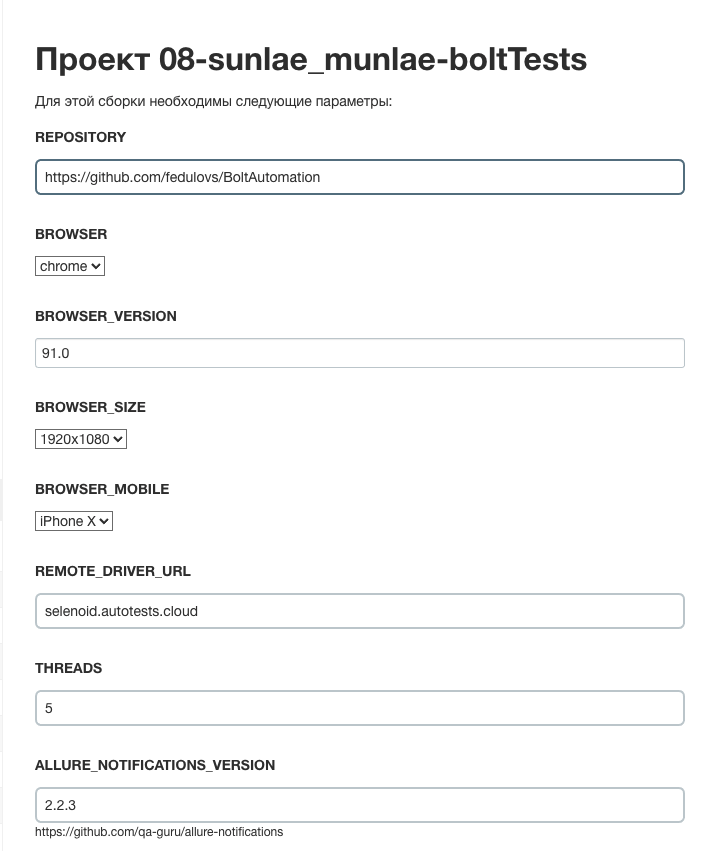 Проект 08-sunlae_munlae-boltTests
Для этой сборки необходимы следующие параметры:
REPOSITORY
https://github.com/fedulovs/BoltAutomation
BROWSER
chrome
BROWSER_VERSION
91.0
BROWSER_SIZE
1920x1080
BROWSER_MOBILE
iPhone X
REMOTE_DRIVER_URL
selenoid.autotests.cloud
THREADS
5
ALLURE_NOTIFICATIONS_VERSION
2.2.3
https://github.com/qa-guru/allure-notifications